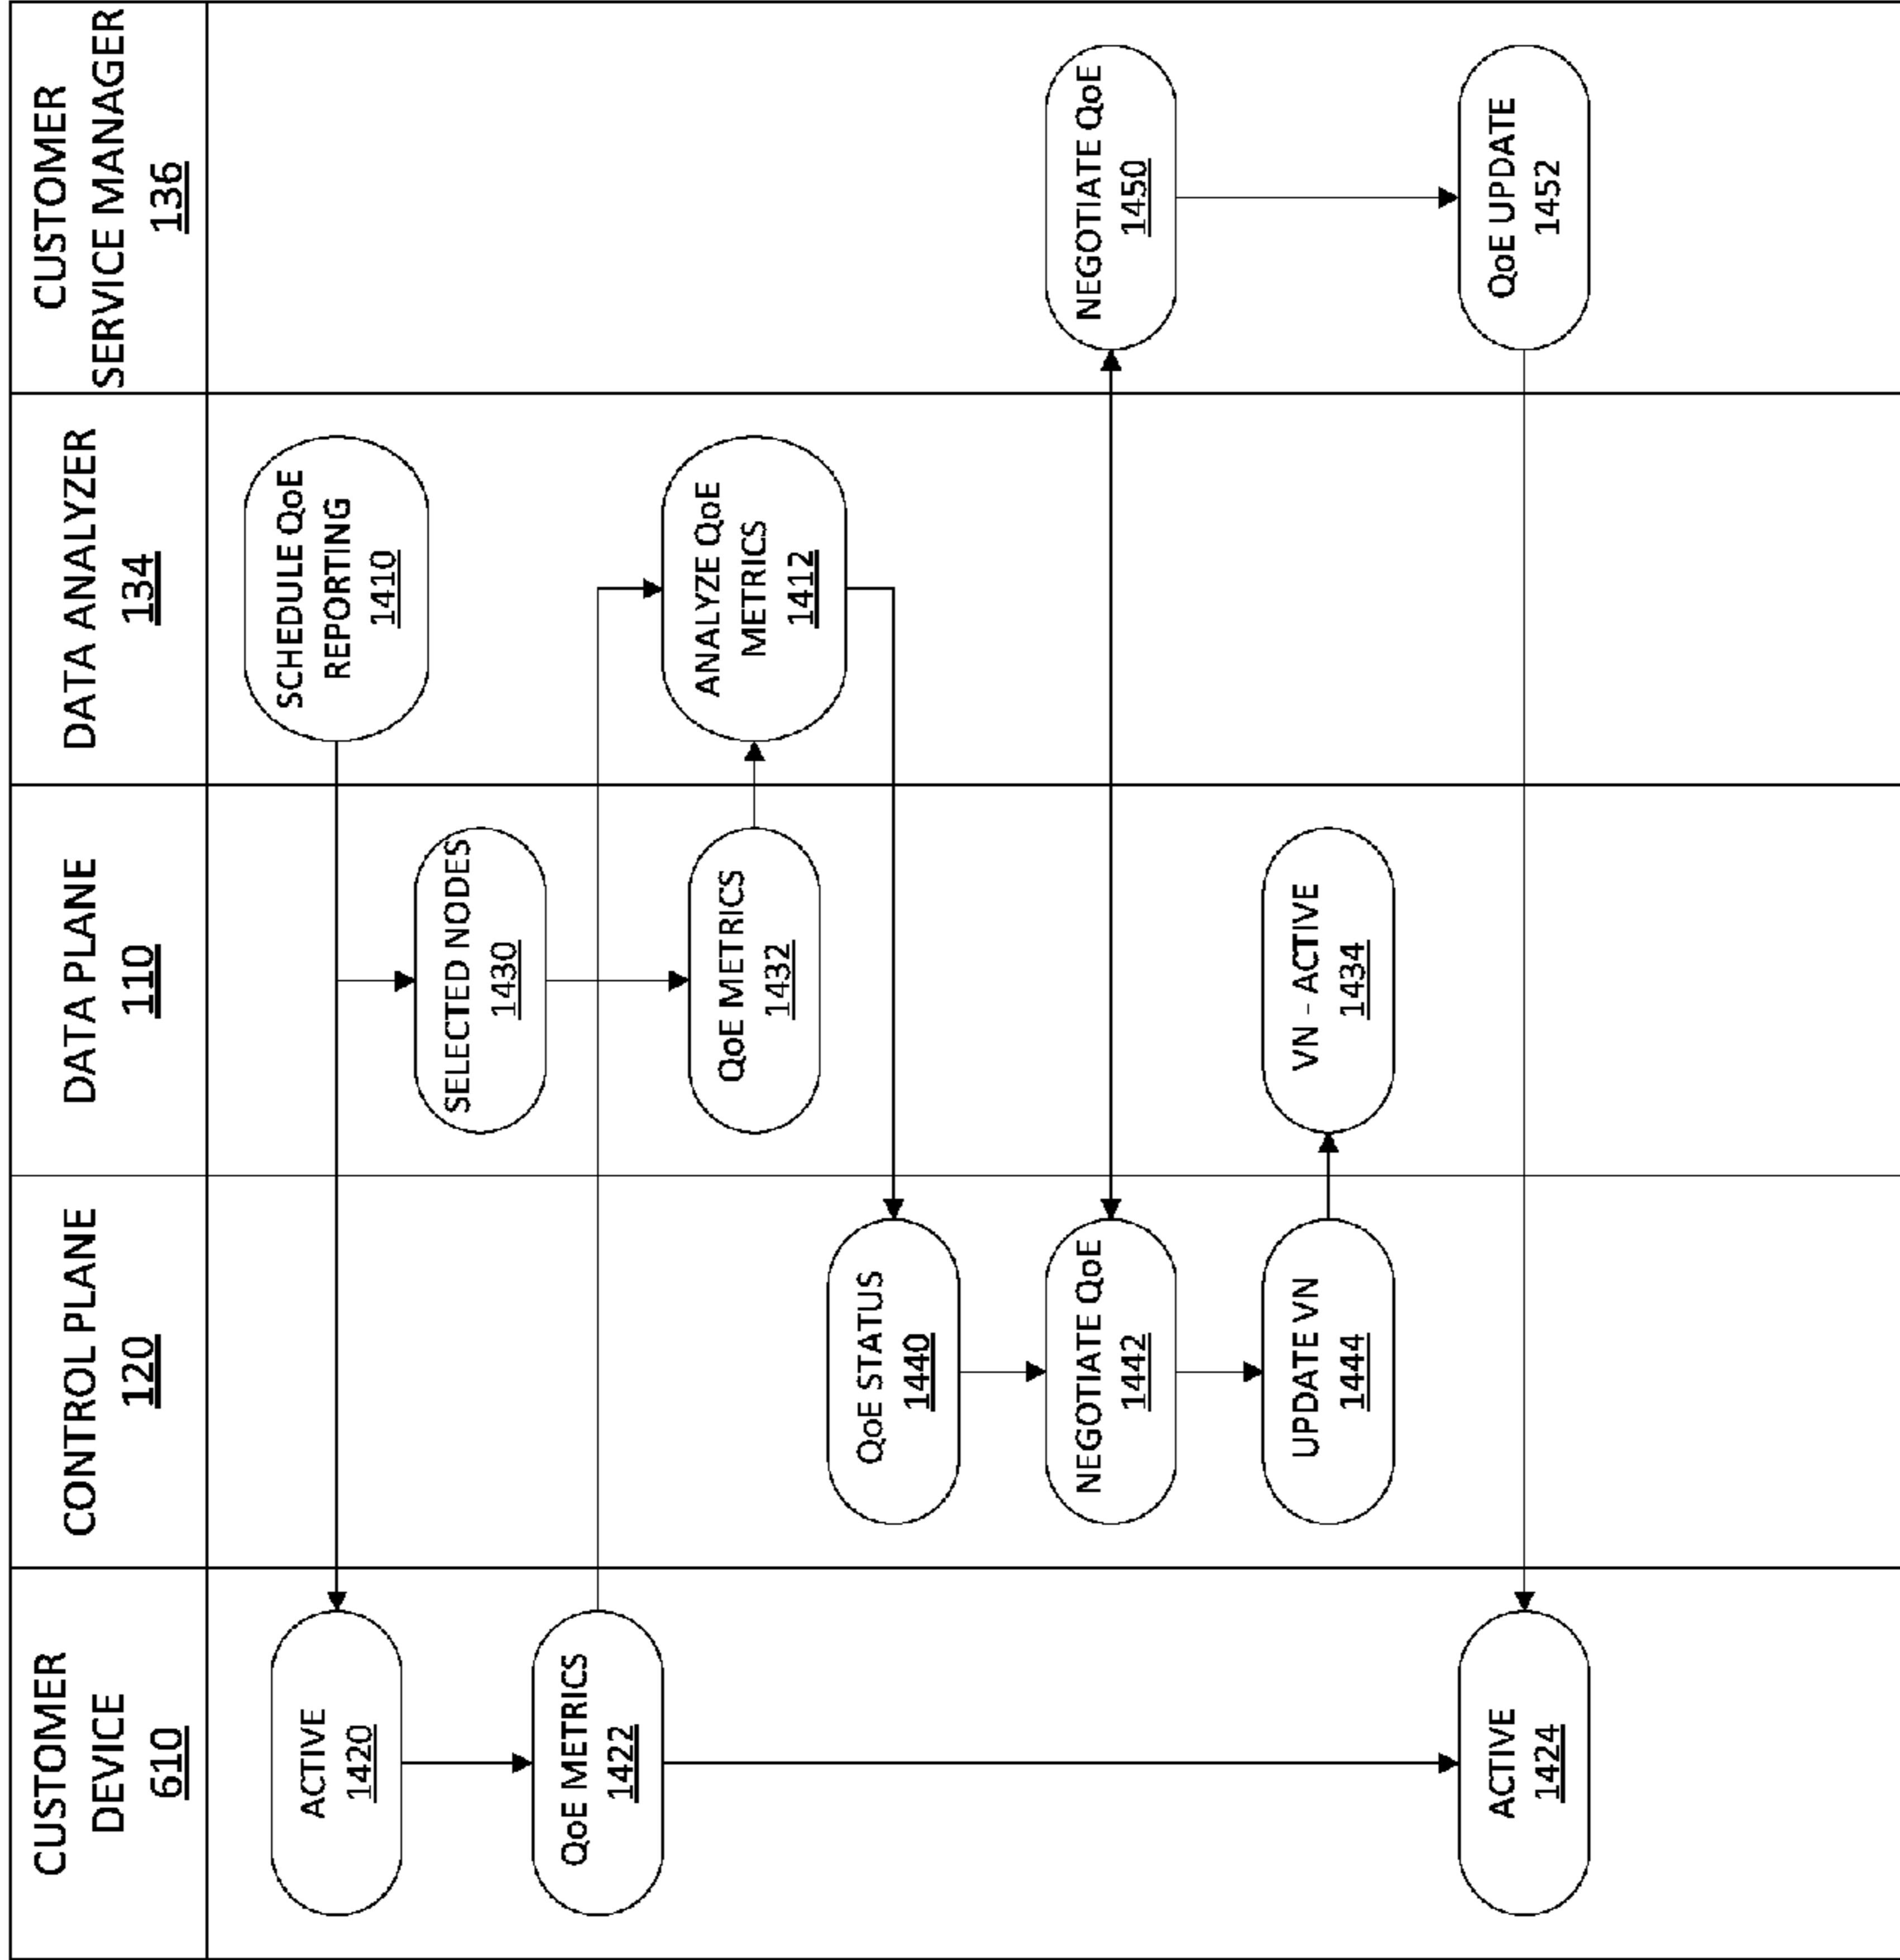 CUSTOMER
DEVICE
610
CONTROL PLANE
120
DATA PLANE
110
DATA ANALYZER
134
CUSTOMER
SERVICE MANAGER
136
ACTIVE
1420
SCHEDULE QoE
REPORTING
1410
SELECTED NODES
1430
QoE METRICS
1422
QoE METRICS
1432
ANALYZE QoE
METRICS
1412
QoE STATUS
1440
NEGOTIATE QoE
1442
NEGOTIATE QoE
1450
UPDATE VN
1444
VN - ACTIVE
1434
ACTIVE
1424
QoE UPDATE
1452